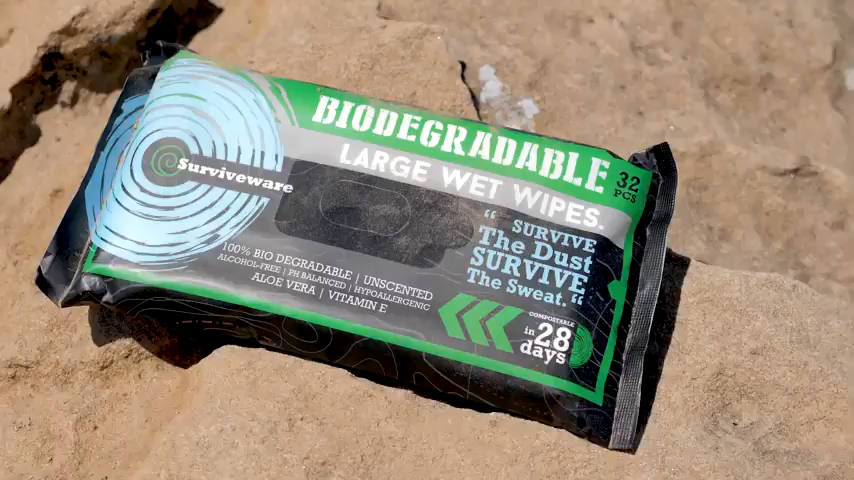 BIODEGRADABLE
LARGE WET WIPES.
32
PCS
Surviveware
“ SURVIVE
The Dust
SURVIVE
The Sweat. “
100% BIO DEGRADABLE | UNSCENTED
ALCOHOL-FREE | PH BALANCED | HYPOALLERGENIC
ALOE VERA | VITAMIN E
COMPOSTABLE
in 28
days